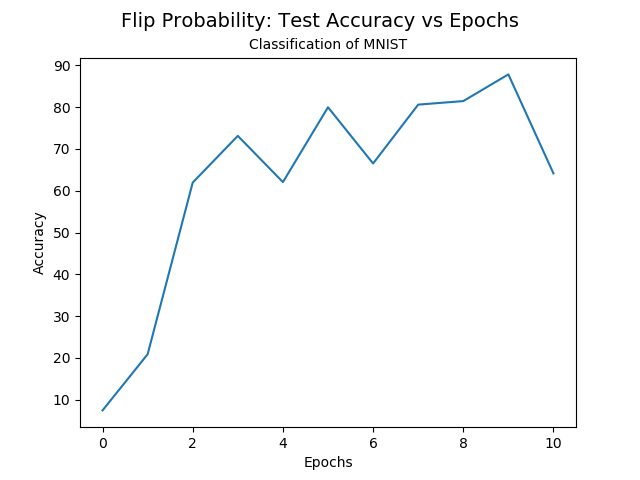 Flip Probability: Test Accuracy vs Epochs
Classification of MNIST
90
80
70
60
50
40
30
20
10
Accuracy
0 2 4 6 8 10
Epochs